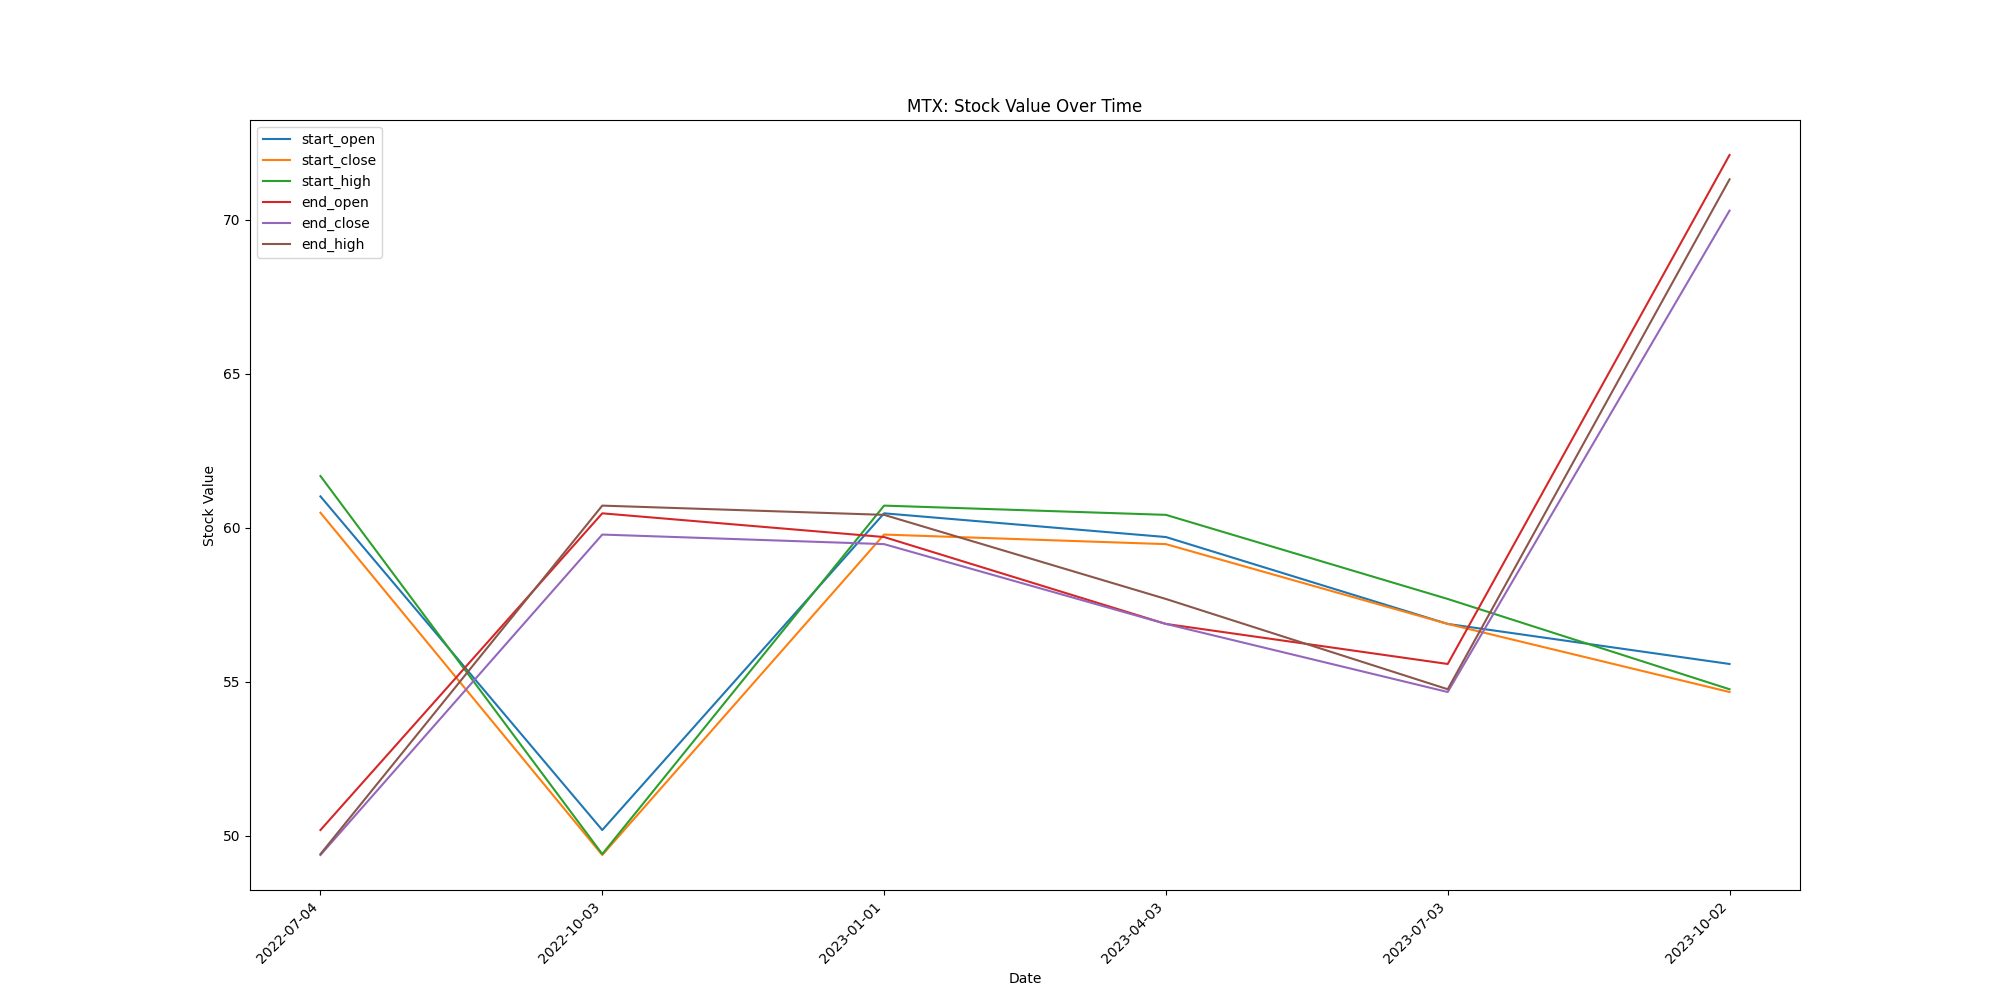 MTX: Stock Value Over Time
start_open
start_close
start_high
end_open
end_close
end_high
70
65
60
55
50
Stock Value
2022-07-04
2022-10-03
2023-01-01
2023-04-03
2023-07-03
2023-10-02
Date